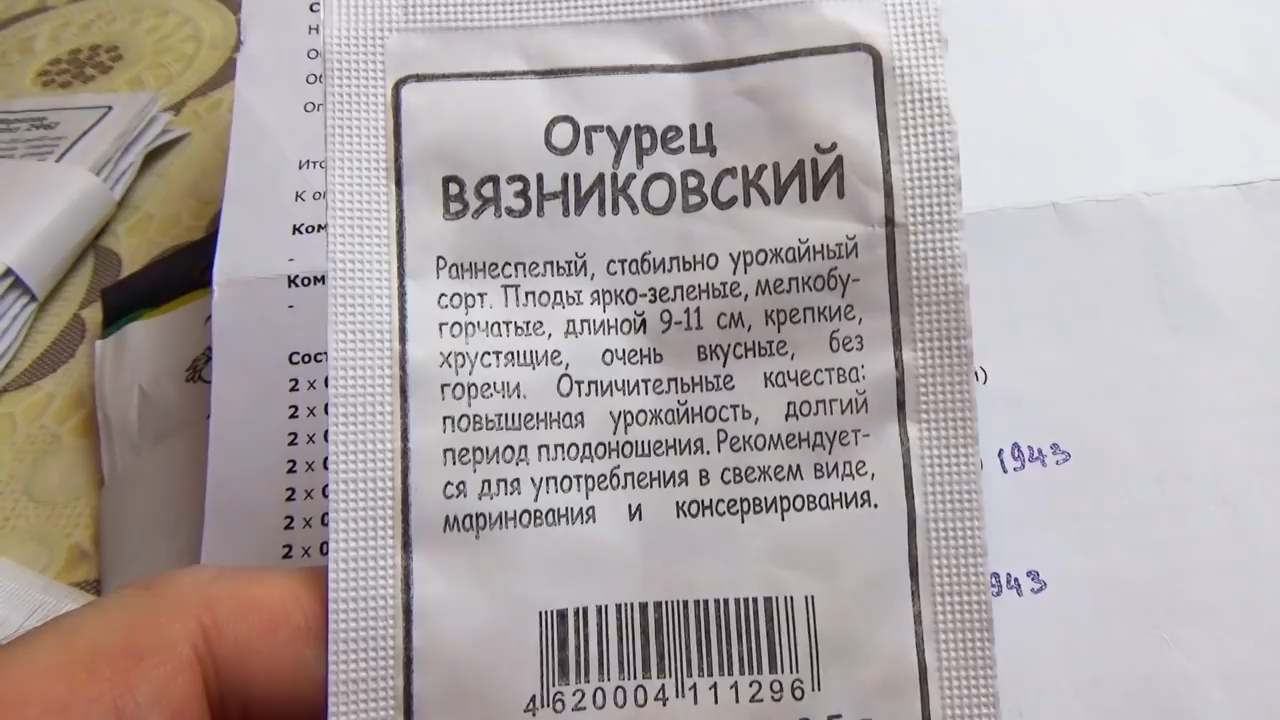 Огурец
ВЯЗНИКОВСКИЙ
Раннеспелый, стабильно урожайный
сорт. Плоды ярко-зеленые, мелкобу-
горчатые, длиной 9-11 см, крепкие,
хрустящие, очень вкусные, без
горечи. Отличительные качества:
повышенная урожайность, долгий
период плодоношения. Рекомендует-
ся для употребления в свежем виде,
маринования и консервирования.
4 620004 111296
Ком
-
Ком
-
2 x
2 x
2 x
2 x
2 x
2 x
2 x
1943
943